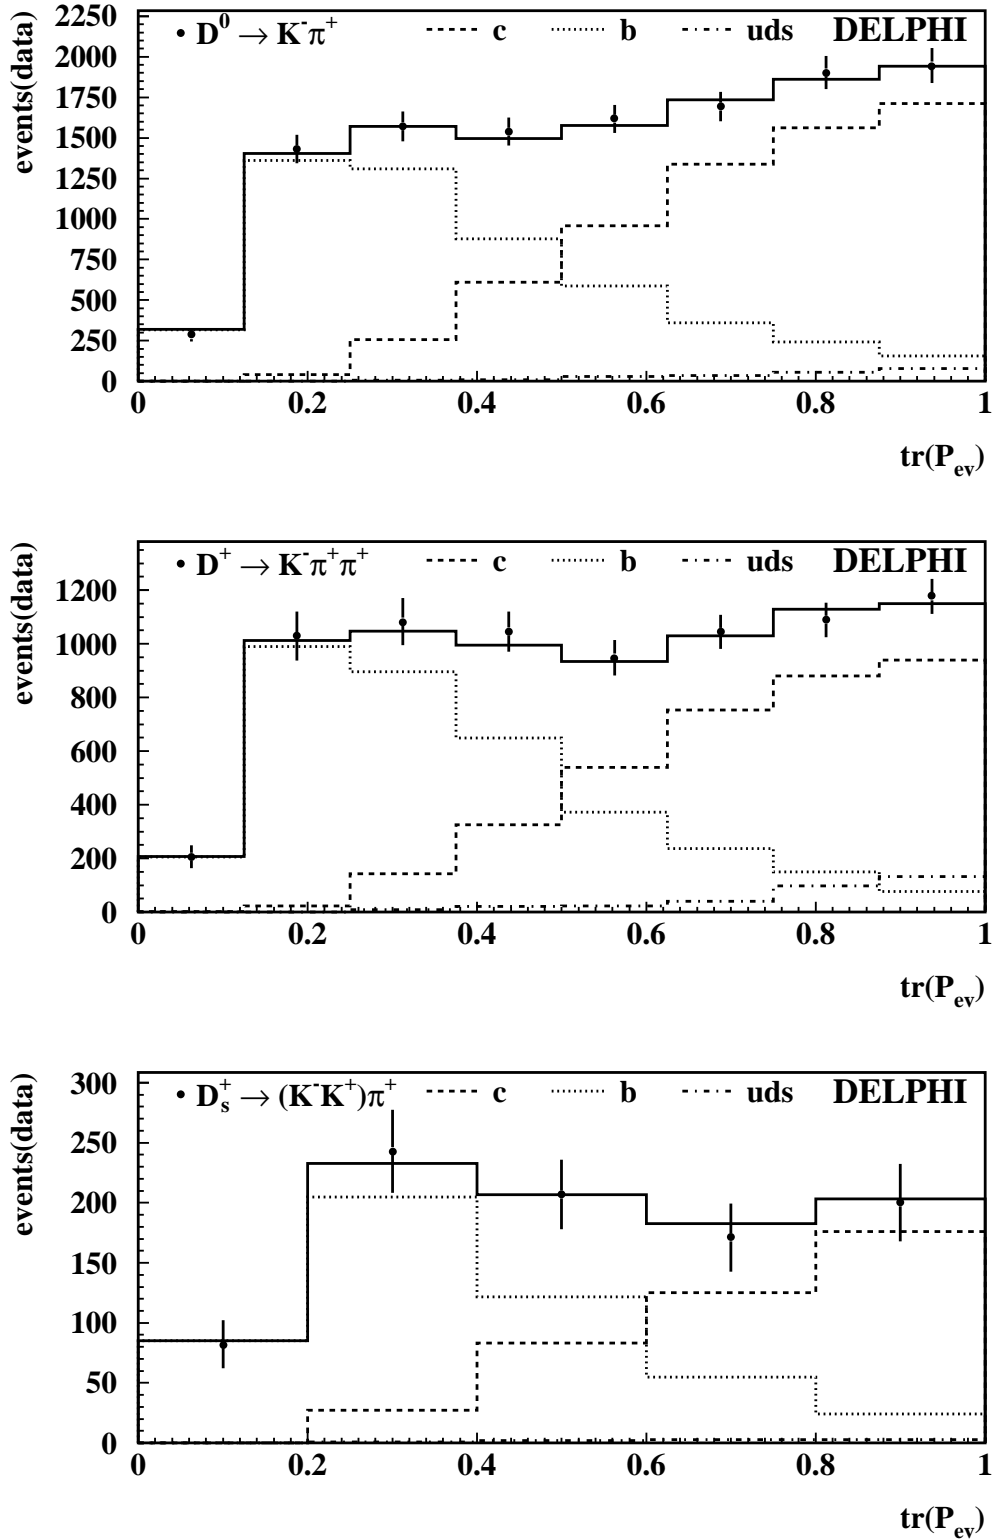 D⁰ → K⁻π⁺ c b uds DELPHI
events(data)
2250
2000
1750
1500
1250
1000
750
500
250
0
0 0.2 0.4 0.6 0.8 1
tr(P_ev)
D⁺ → K⁻π⁺π⁺ c b uds DELPHI
events(data)
1200
1000
800
600
400
200
0
0 0.2 0.4 0.6 0.8 1
tr(P_ev)
D_s⁺ → (K⁻K⁺)π⁺ c b uds DELPHI
events(data)
300
250
200
150
100
50
0
0 0.2 0.4 0.6 0.8 1
tr(P_ev)